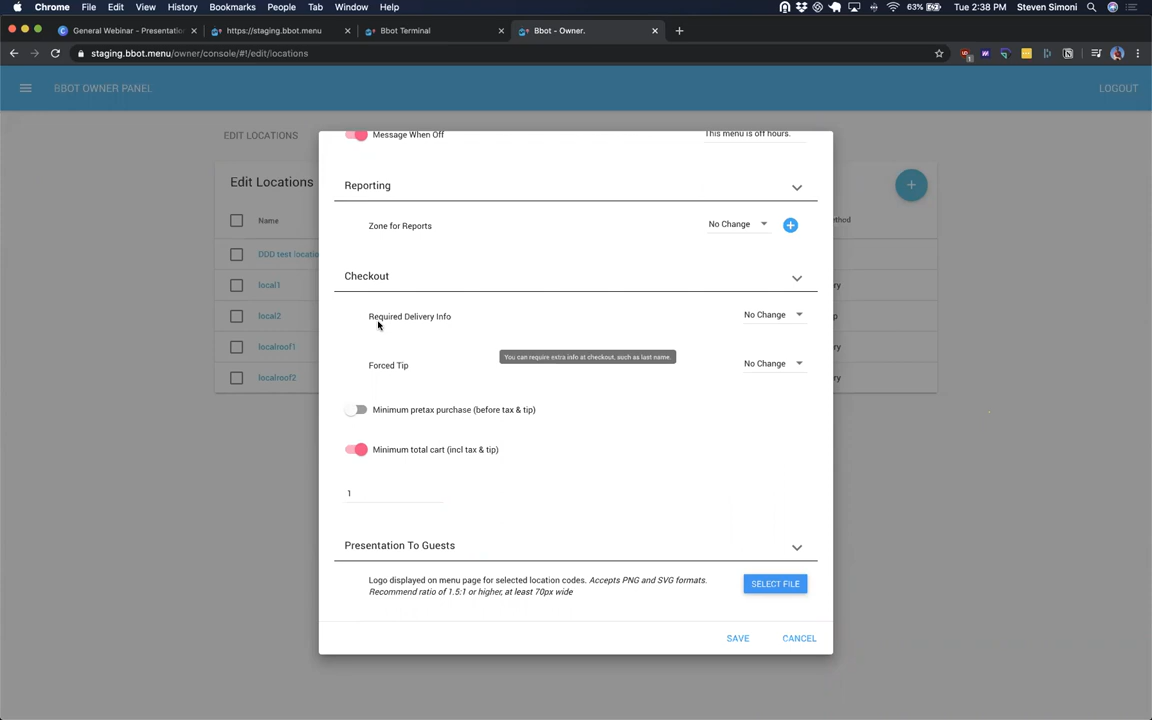 Chrome File Edit View History Bookmarks People Tab Window Help
63% Tue 2:38 PM Steven Simoni
General Webinar - Presentatio
https://staging.bbot.menu
Bbot Terminal
Bbot - Owner.
staging.bbot.menu/owner/console/#!/edit/locations
BBOT OWNER PANEL
LOGOUT
EDIT LOCATIONS
Edit Locations
Name
DDD test locatio
local1
local2
localroof1
localroof2
Message When Off
This menu is off hours.
Reporting
Zone for Reports
No Change
Checkout
Required Delivery Info
No Change
You can require extra info at checkout, such as last name.
Forced Tip
No Change
Minimum pretax purchase (before tax & tip)
Minimum total cart (incl tax & tip)
1
Presentation To Guests
Logo displayed on menu page for selected location codes. Accepts PNG and SVG formats.
Recommend ratio of 1.5:1 or higher, at least 70px wide
SELECT FILE
SAVE
CANCEL